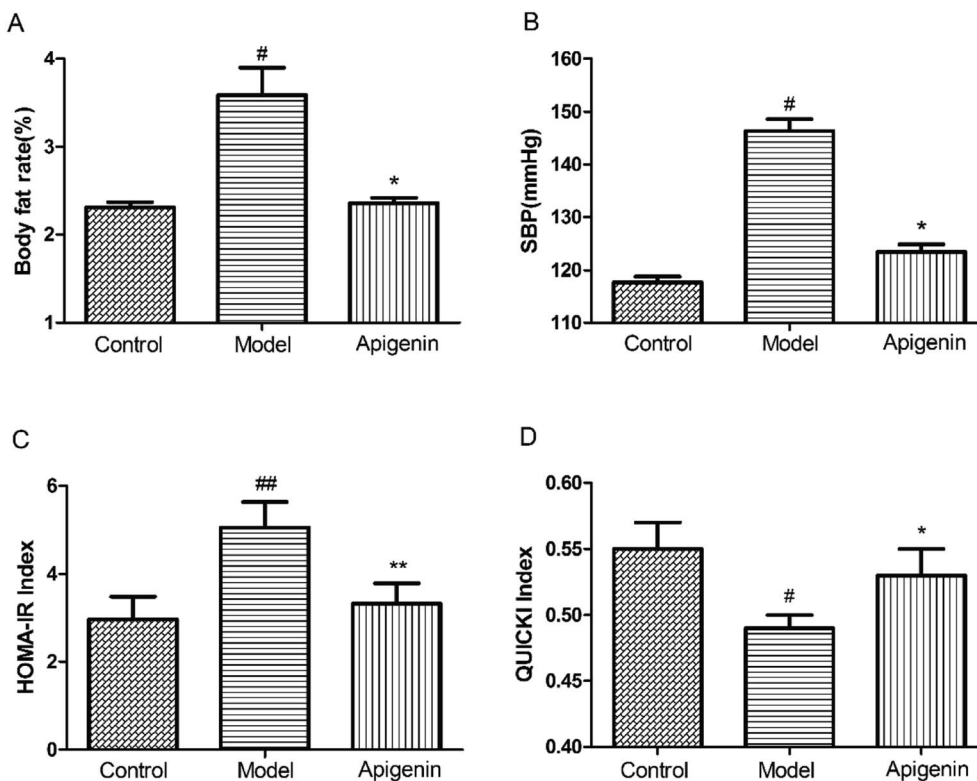 A
Body fat rate(%)
4
3
2
1
#
*
Control Model Apigenin
B
SBP(mmHg)
160
150
140
130
120
110
#
*
Control Model Apigenin
C
HOMA-IR Index
6
4
2
0
##
**
Control Model Apigenin
D
QUICKI Index
0.60
0.55
0.50
0.45
0.40
#
*
Control Model Apigenin